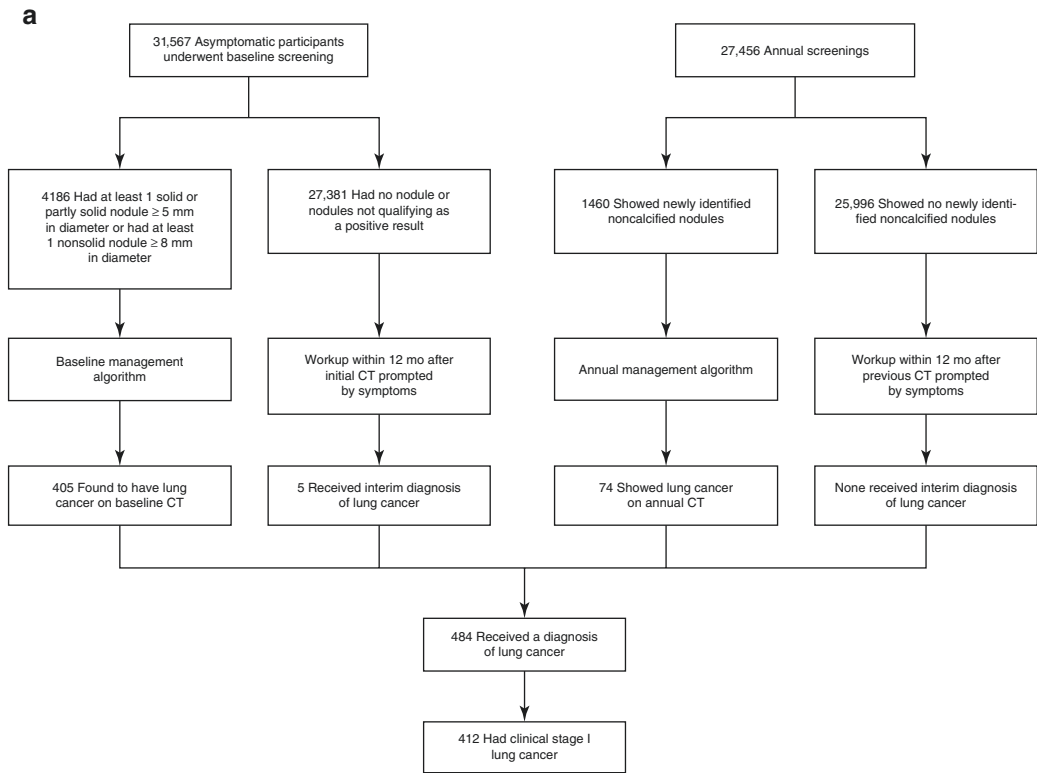 a
31,567 Asymptomatic participants
underwent baseline screening
27,456 Annual screenings
4186 Had at least 1 solid or
partly solid nodule ≥ 5 mm
in diameter or had at least
1 nonsolid nodule ≥ 8 mm
in diameter
27,381 Had no nodule or
nodules not qualifying as
a positive result
1460 Showed newly identified
noncalcified nodules
25,996 Showed no newly identi-
fied noncalcified nodules
Baseline management
algorithm
Workup within 12 mo after
initial CT prompted
by symptoms
Annual management algorithm
Workup within 12 mo after
previous CT prompted
by symptoms
405 Found to have lung
cancer on baseline CT
5 Received interim diagnosis
of lung cancer
74 Showed lung cancer
on annual CT
None received interim diagnosis
of lung cancer
484 Received a diagnosis
of lung cancer
412 Had clinical stage I
lung cancer